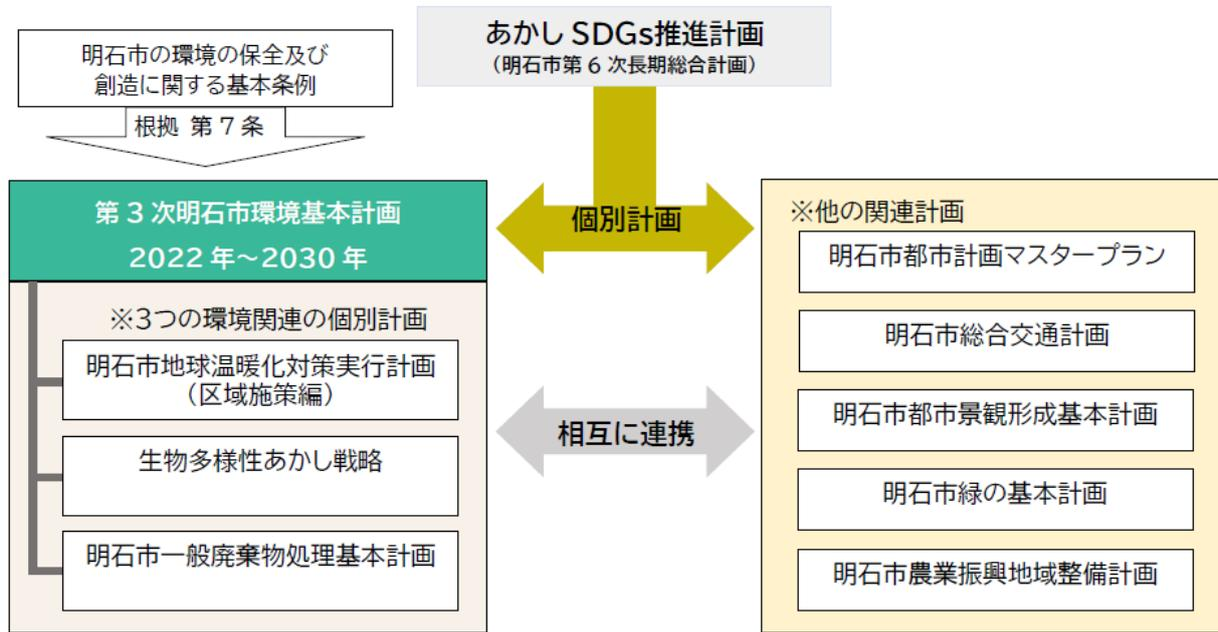 あかし SDGs推進計画
（明石市第6次長期総合計画）
明石市の環境の保全及び
創造に関する基本条例
根拠 第7条
第3次明石市環境基本計画
2022年～2030年
※3つの環境関連の個別計画
明石市地球温暖化対策実行計画
（区域施策編）
生物多様性あかし戦略
明石市一般廃棄物処理基本計画
個別計画
相互に連携
※他の関連計画
明石市都市計画マスタープラン
明石市総合交通計画
明石市都市景観形成基本計画
明石市緑の基本計画
明石市農業振興地域整備計画